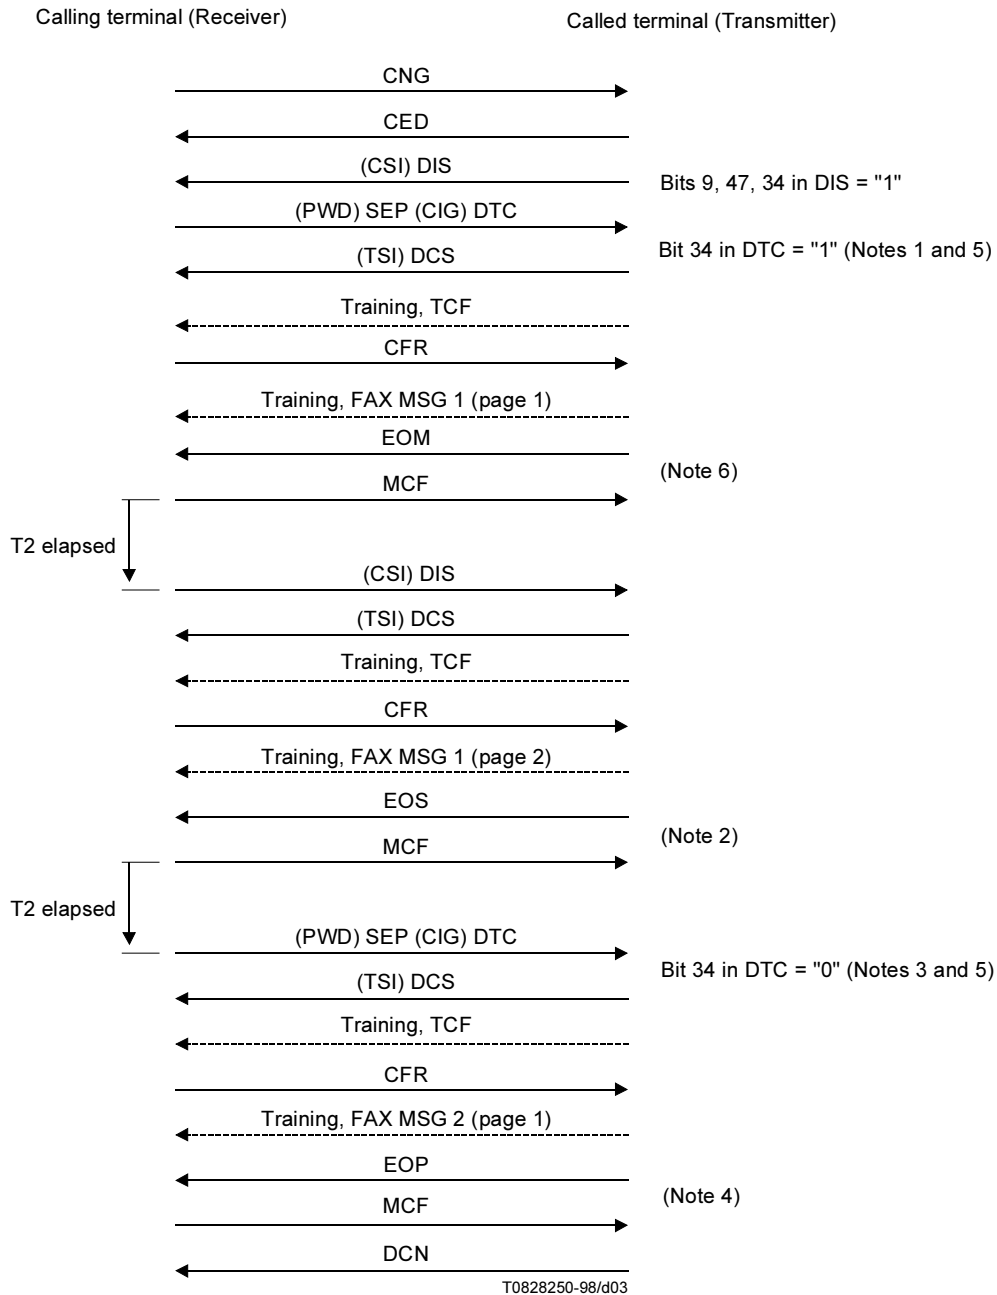 Calling terminal (Receiver)
Called terminal (Transmitter)
CNG
CED
(CSI) DIS
Bits 9, 47, 34 in DIS = "1"
(PWD) SEP (CIG) DTC
Bit 34 in DTC = "1" (Notes 1 and 5)
(TSI) DCS
Training, TCF
CFR
Training, FAX MSG 1 (page 1)
EOM
(Note 6)
MCF
T2 elapsed
(CSI) DIS
(TSI) DCS
Training, TCF
CFR
Training, FAX MSG 1 (page 2)
EOS
(Note 2)
MCF
T2 elapsed
(PWD) SEP (CIG) DTC
Bit 34 in DTC = "0" (Notes 3 and 5)
(TSI) DCS
Training, TCF
CFR
Training, FAX MSG 2 (page 1)
EOP
(Note 4)
MCF
DCN
T0828250-98/d03